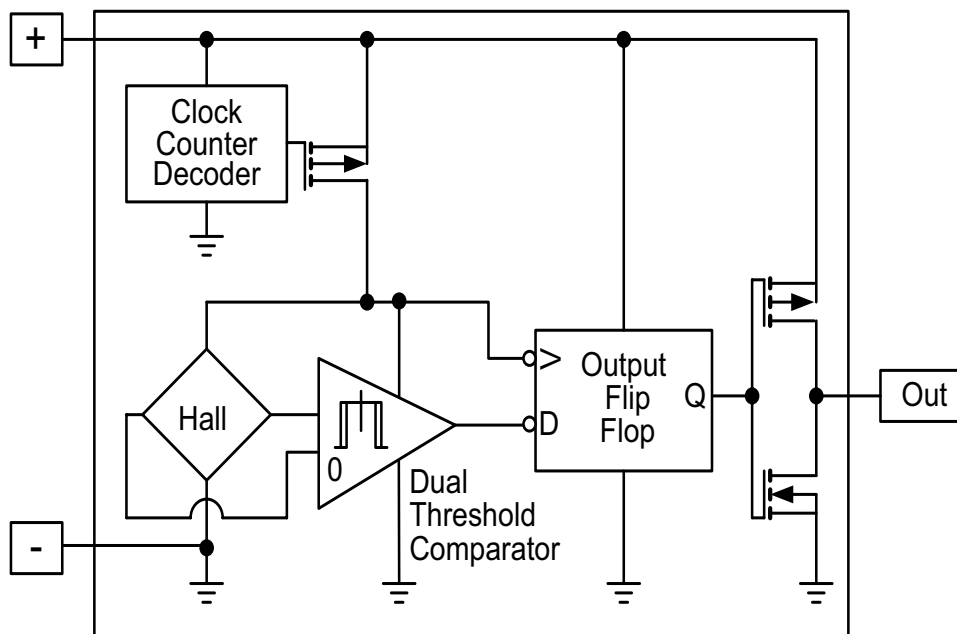 +
Clock
Counter
Decoder
Hall
0
Dual
Threshold
Comparator
>
D
Output
Flip
Flop
Q
Out
-